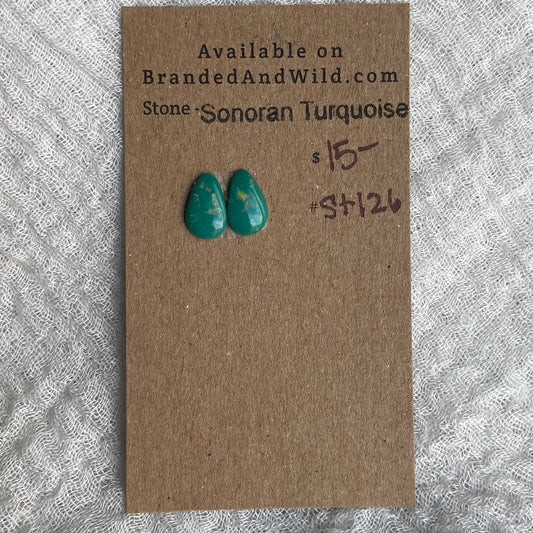 Available on
BrandedAndWild.com
Stone - Sonoran Turquoise
$ 15-
#St126